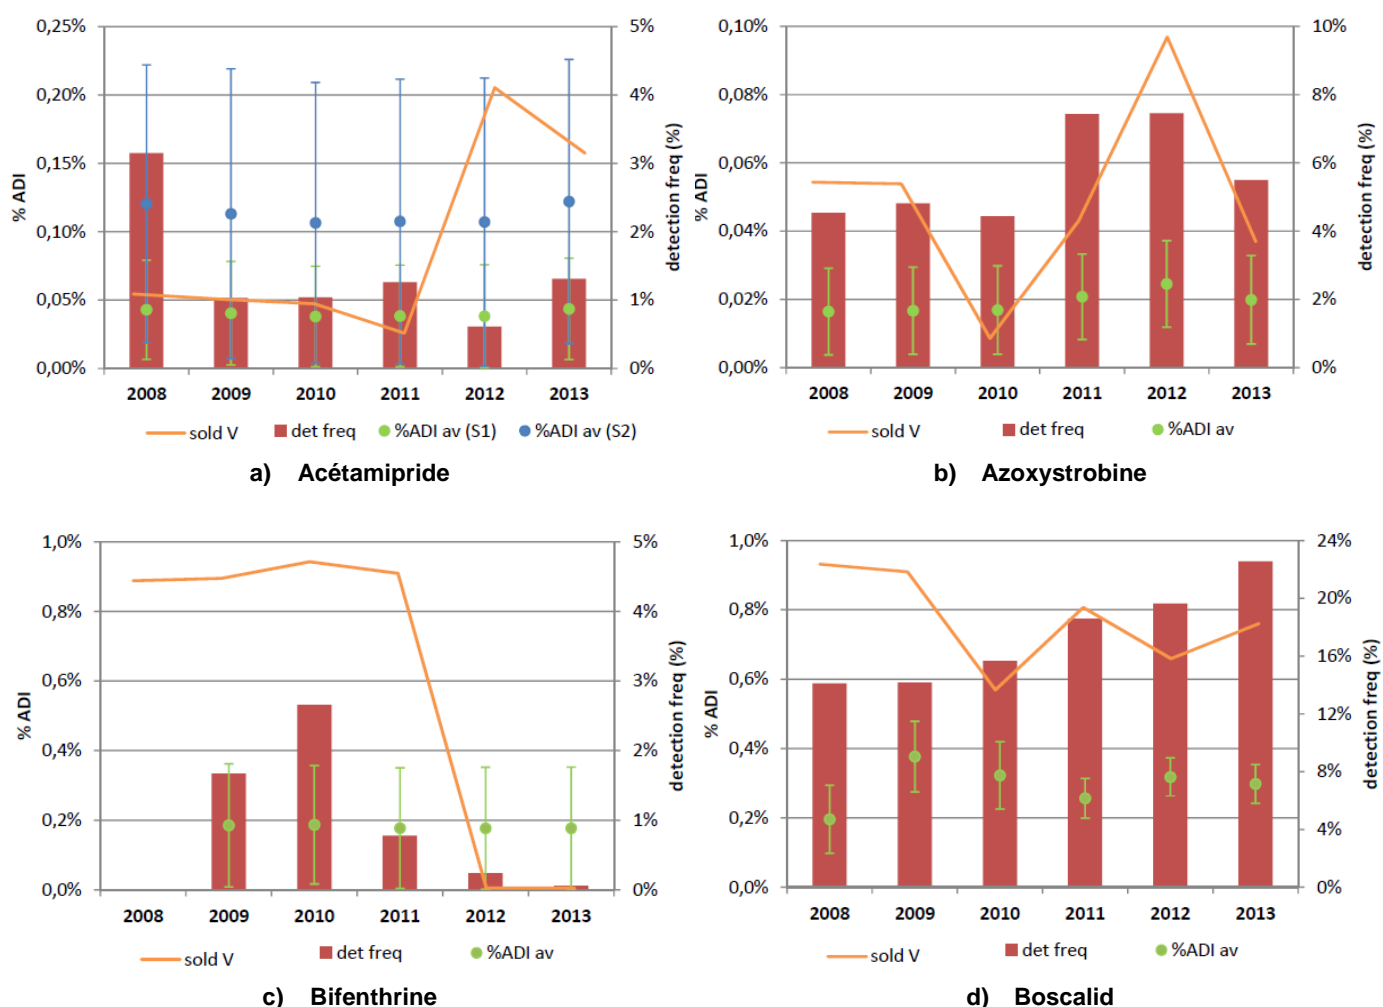 0,25%
0,20%
0,15%
0,10%
0,05%
0,00%
% ADI
5%
4%
3%
2%
1%
0%
detection freq (%)
2008 2009 2010 2011 2012 2013
sold V det freq %ADI av (S1) %ADI av (S2)
a) Acétamipride
0,10%
0,08%
0,06%
0,04%
0,02%
0,00%
% ADI
10%
8%
6%
4%
2%
0%
detection freq (%)
2008 2009 2010 2011 2012 2013
sold V det freq %ADI av
b) Azoxystrobine
1,0%
0,8%
0,6%
0,4%
0,2%
0,0%
% ADI
5%
4%
3%
2%
1%
0%
detection freq (%)
2008 2009 2010 2011 2012 2013
sold V det freq %ADI av
c) Bifenthrine
1,0%
0,8%
0,6%
0,4%
0,2%
0,0%
% ADI
24%
20%
16%
12%
8%
4%
0%
detection freq (%)
2008 2009 2010 2011 2012 2013
sold V det freq %ADI av
d) Boscalid